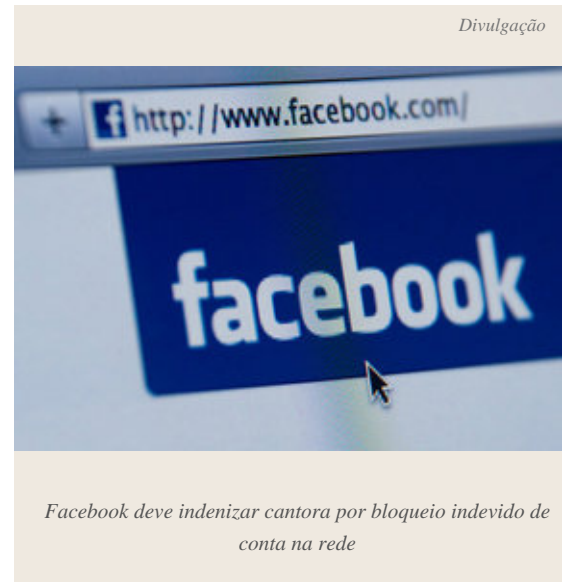 Divulgação
+ f http://www.facebook.com/
facebook
Facebook deve indenizar cantora por bloqueio indevido de
conta na rede